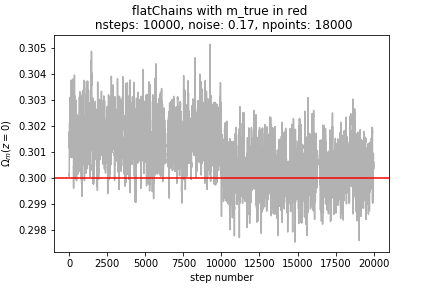 flatChains with m_true in red
nsteps: 10000, noise: 0.17, npoints: 18000
0.305
0.304
0.303
0.302
0.301
0.300
0.299
0.298
Ωm(z = 0)
0 2500 5000 7500 10000 12500 15000 17500 20000
step number